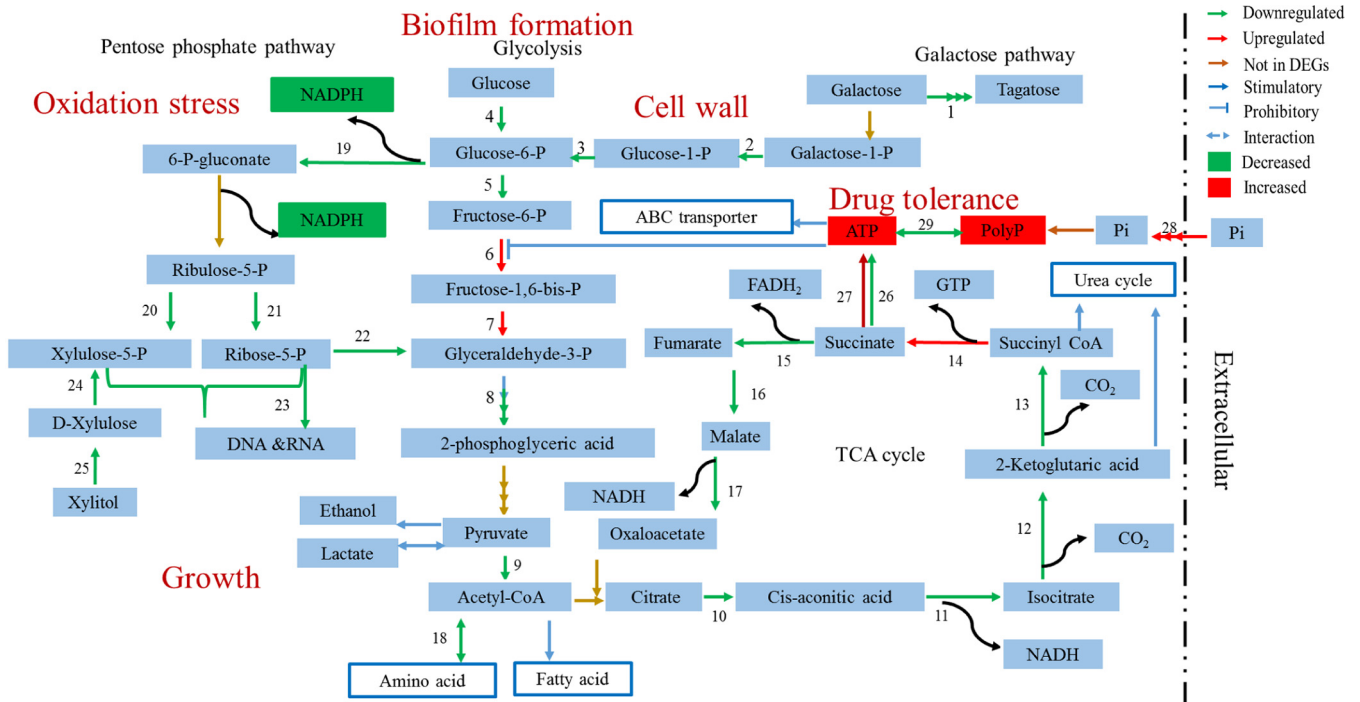 Biofilm formation
Pentose phosphate pathway
Glycolysis
Galactose pathway
Oxidation stress
Cell wall
Drug tolerance
Growth
TCA cycle
Extracellular
Downregulated
Upregulated
Not in DEGs
Stimulatory
Prohibitory
Interaction
Decreased
Increased
NADPH
Glucose
Galactose
Tagatose
4
1
6-P-gluconate
19
Glucose-6-P
3
Glucose-1-P
2
Galactose-1-P
5
NADPH
Fructose-6-P
ABC transporter
ATP
29
PolyP
Pi
28
Pi
6
Ribulose-5-P
Fructose-1,6-bis-P
FADH₂
27
26
GTP
Urea cycle
20
21
7
22
Xylulose-5-P
Ribose-5-P
Glyceraldehyde-3-P
Fumarate
15
Succinate
14
Succinyl CoA
24
23
8
16
13
CO₂
D-Xylulose
DNA &RNA
2-phosphoglyceric acid
Malate
25
2-Ketoglutaric acid
Xylitol
NADH
17
Ethanol
Pyruvate
Oxaloacetate
12
CO₂
Lactate
9
Acetyl-CoA
Citrate
10
Cis-aconitic acid
11
Isocitrate
18
NADH
Amino acid
Fatty acid